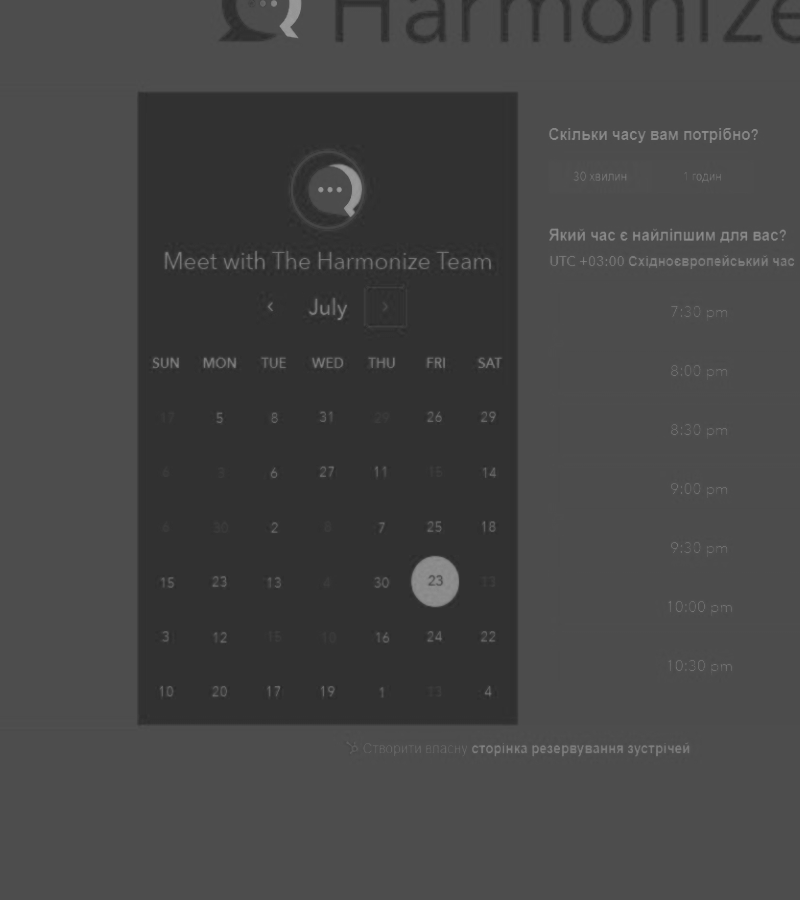 Harmonize
Meet with The Harmonize Team
July
SUN MON TUE WED THU FRI SAT
17 5 8 31 29 26 29
6 3 6 27 11 15 14
6 30 2 7 25 18
15 23 13 4 30 23 13
3 12 15 10 16 24 22
10 20 17 19 1 13 4
Скільки часу вам потрібно?
30 хвилин 1 годин
Який час є найліпшим для вас?
UTC +03:00 Східноєвропейський час
7:30 pm
8:00 pm
8:30 pm
9:00 pm
9:30 pm
10:00 pm
10:30 pm
Створити власну сторінка резервування зустрічей